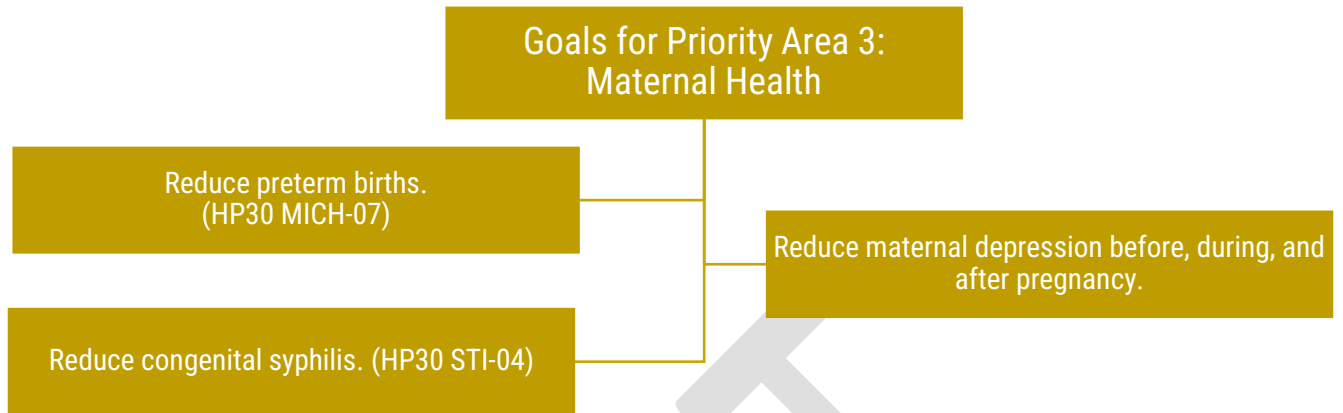 Goals for Priority Area 3:
Maternal Health
Reduce preterm births.
(HP30 MICH-07)
Reduce maternal depression before, during, and
after pregnancy.
Reduce congenital syphilis. (HP30 STI-04)